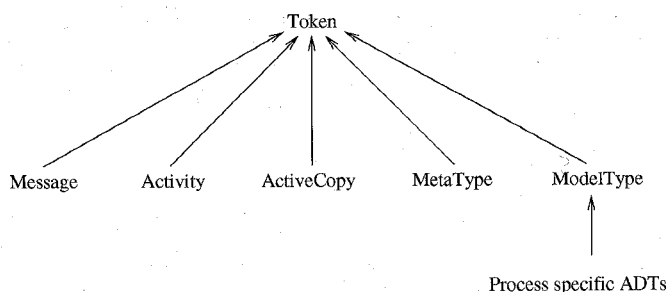 Token
Message Activity ActiveCopy MetaType ModelType
Process specific ADTs